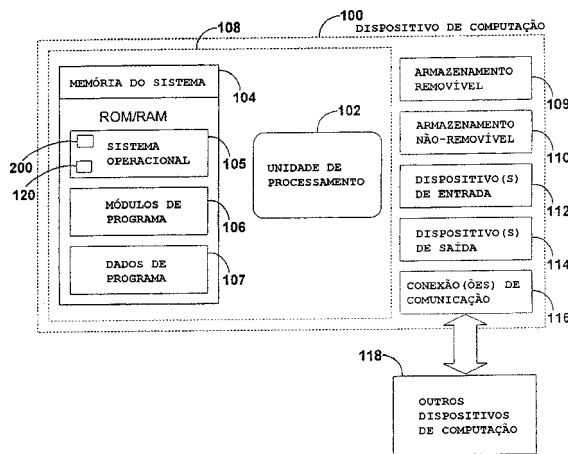 100
DISPOSITIVO DE COMPUTAÇÃO
108
MEMÓRIA DO SISTEMA
104
ROM/RAM
200
120
SISTEMA
OPERACIONAL
105
MÓDULOS DE
PROGRAMA
106
DADOS DE
PROGRAMA
107
102
UNIDADE DE
PROCESSAMENTO
ARMAZENAMENTO
REMOVÍVEL
109
ARMAZENAMENTO
NÃO-REMOVÍVEL
110
DISPOSITIVO(S)
DE ENTRADA
112
DISPOSITIVO(S)
DE SAÍDA
114
CONEXÃO(ÕES) DE
COMUNICAÇÃO
116
118
OUTROS
DISPOSITIVOS
DE COMPUTAÇÃO